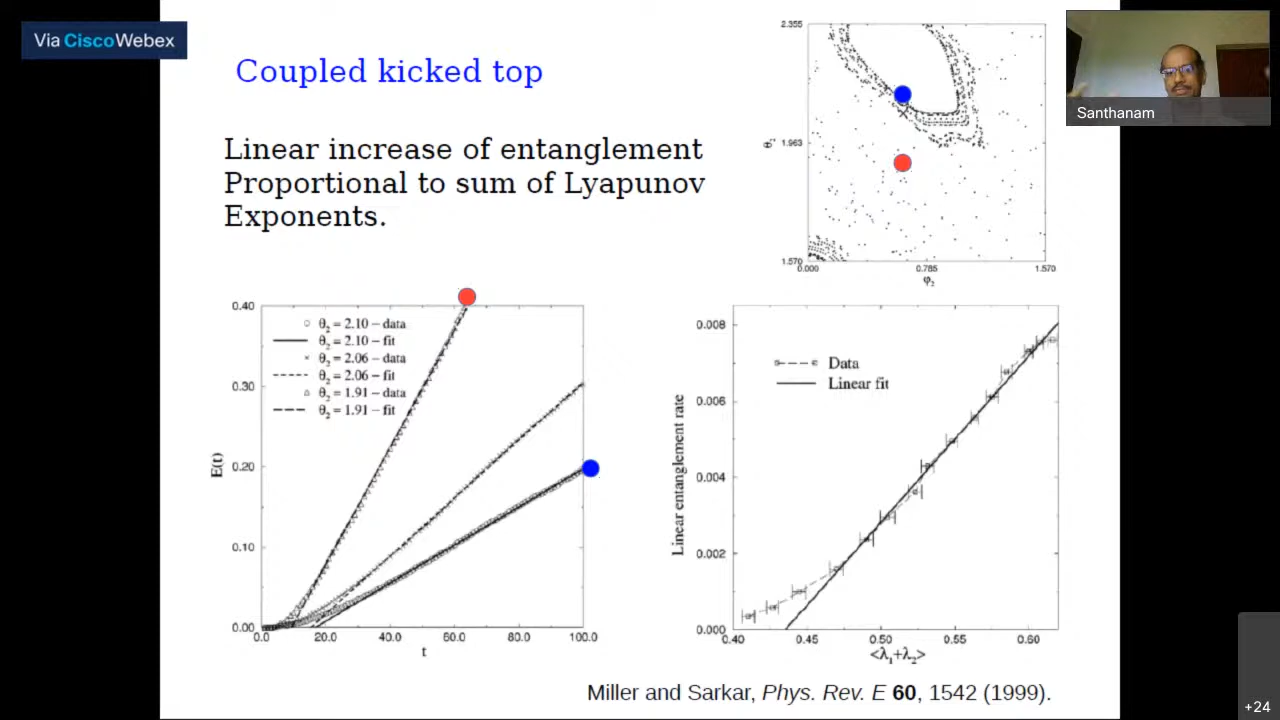 Via CiscoWebex
Coupled kicked top
Linear increase of entanglement
Proportional to sum of Lyapunov
Exponents.
2.355
θ₂
1.963
1.570
0.000
0.785
1.570
φ₂
Santhanam
0.40
0.30
0.20
0.10
0.00
E(t)
θ₂ = 2.10 – data
θ₂ = 2.10 – fit
θ₂ = 2.06 – data
θ₂ = 2.06 – fit
θ₂ = 1.91 – data
θ₂ = 1.91 – fit
0.0 20.0 40.0 60.0 80.0 100.0
t
0.008
0.006
0.004
0.002
0.000
Linear entanglement rate
Data
Linear fit
0.40 0.45 0.50 0.55 0.60
<λ₁+λ₂>
Miller and Sarkar, Phys. Rev. E 60, 1542 (1999).
+24